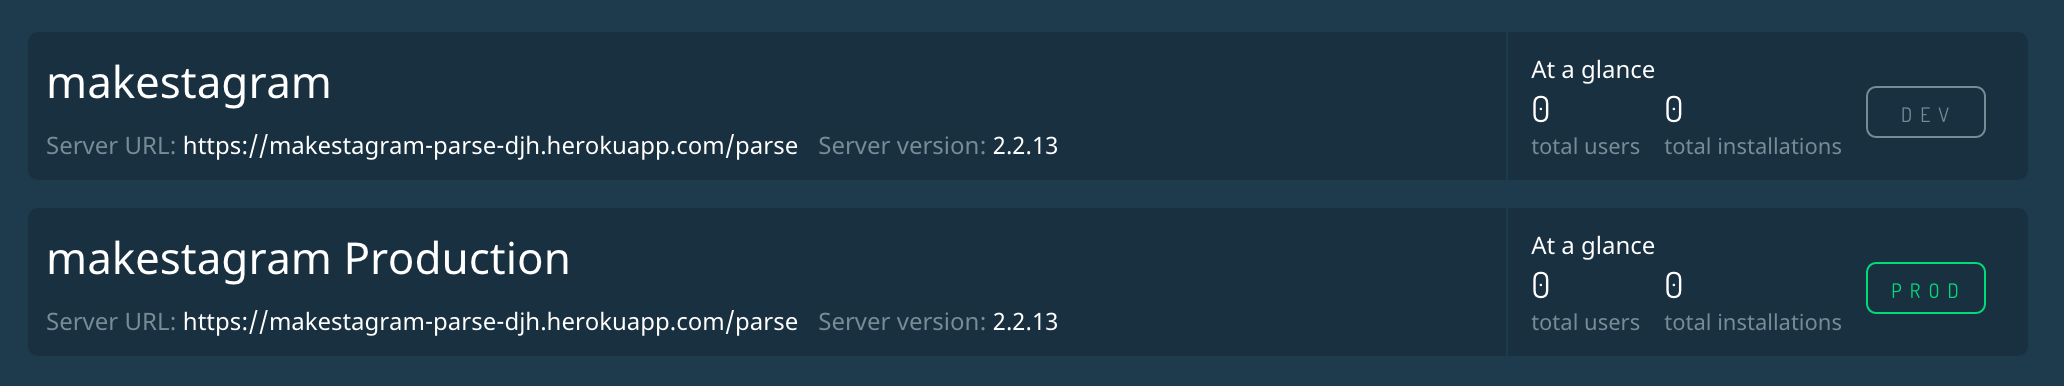 makestagram
Server URL: https://makestagram-parse-djh.herokuapp.com/parse Server version: 2.2.13
At a glance
0 0
total users total installations
DEV
makestagram Production
Server URL: https://makestagram-parse-djh.herokuapp.com/parse Server version: 2.2.13
At a glance
0 0
total users total installations
PROD